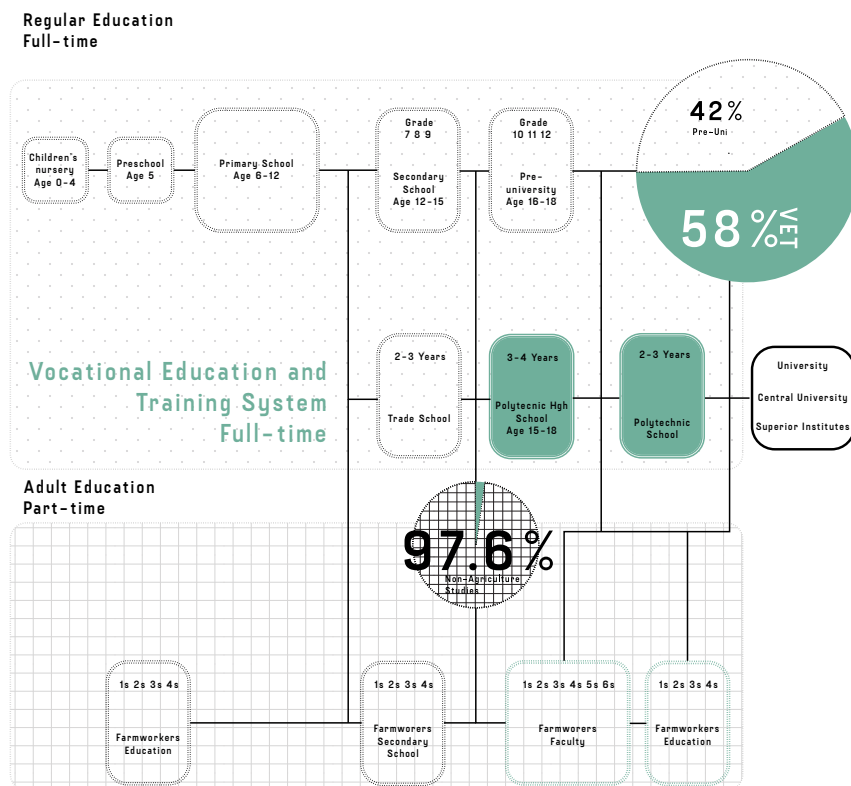 Regular Education
Full-time
42%
Pre-Uni
Grade
7 8 9
Grade
10 11 12
Children's
nursery
Age 0-4
Preschool
Age 5
Primary School
Age 6-12
Secondary
School
Age 12-15
Pre-
university
Age 16-18
58%
VET
Vocational Education and
Training System
Full-time
2-3 Years
Trade School
3-4 Years
Polytecnic Hgh
School
Age 15-18
2-3 Years
Polytechnic
School
University
Central University
Superior Institutes
Adult Education
Part-time
97.6%
Non-Agriculture
Studies
1s 2s 3s 4s
Farmworkers
Education
1s 2s 3s 4s
Farmworers
Secondary
School
1s 2s 3s 4s 5s 6s
Farmworers
Faculty
1s 2s 3s 4s
Farmworkers
Education